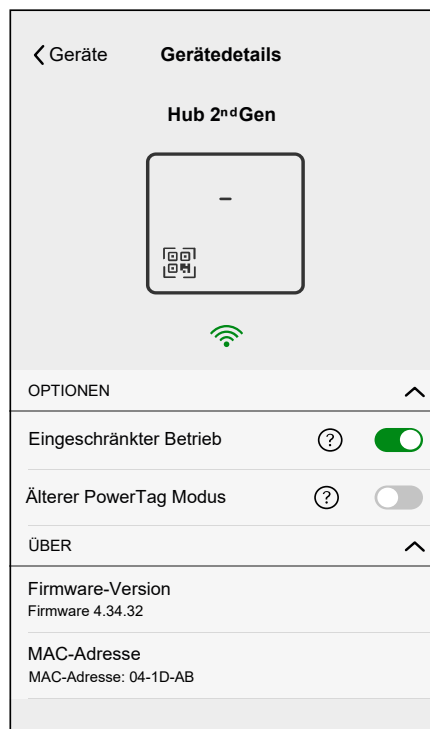 Geräte Gerätedetails
Hub 2ⁿᵈGen
OPTIONEN
Eingeschränkter Betrieb ?
Älterer PowerTag Modus ?
ÜBER
Firmware-Version
Firmware 4.34.32
MAC-Adresse
MAC-Adresse: 04-1D-AB